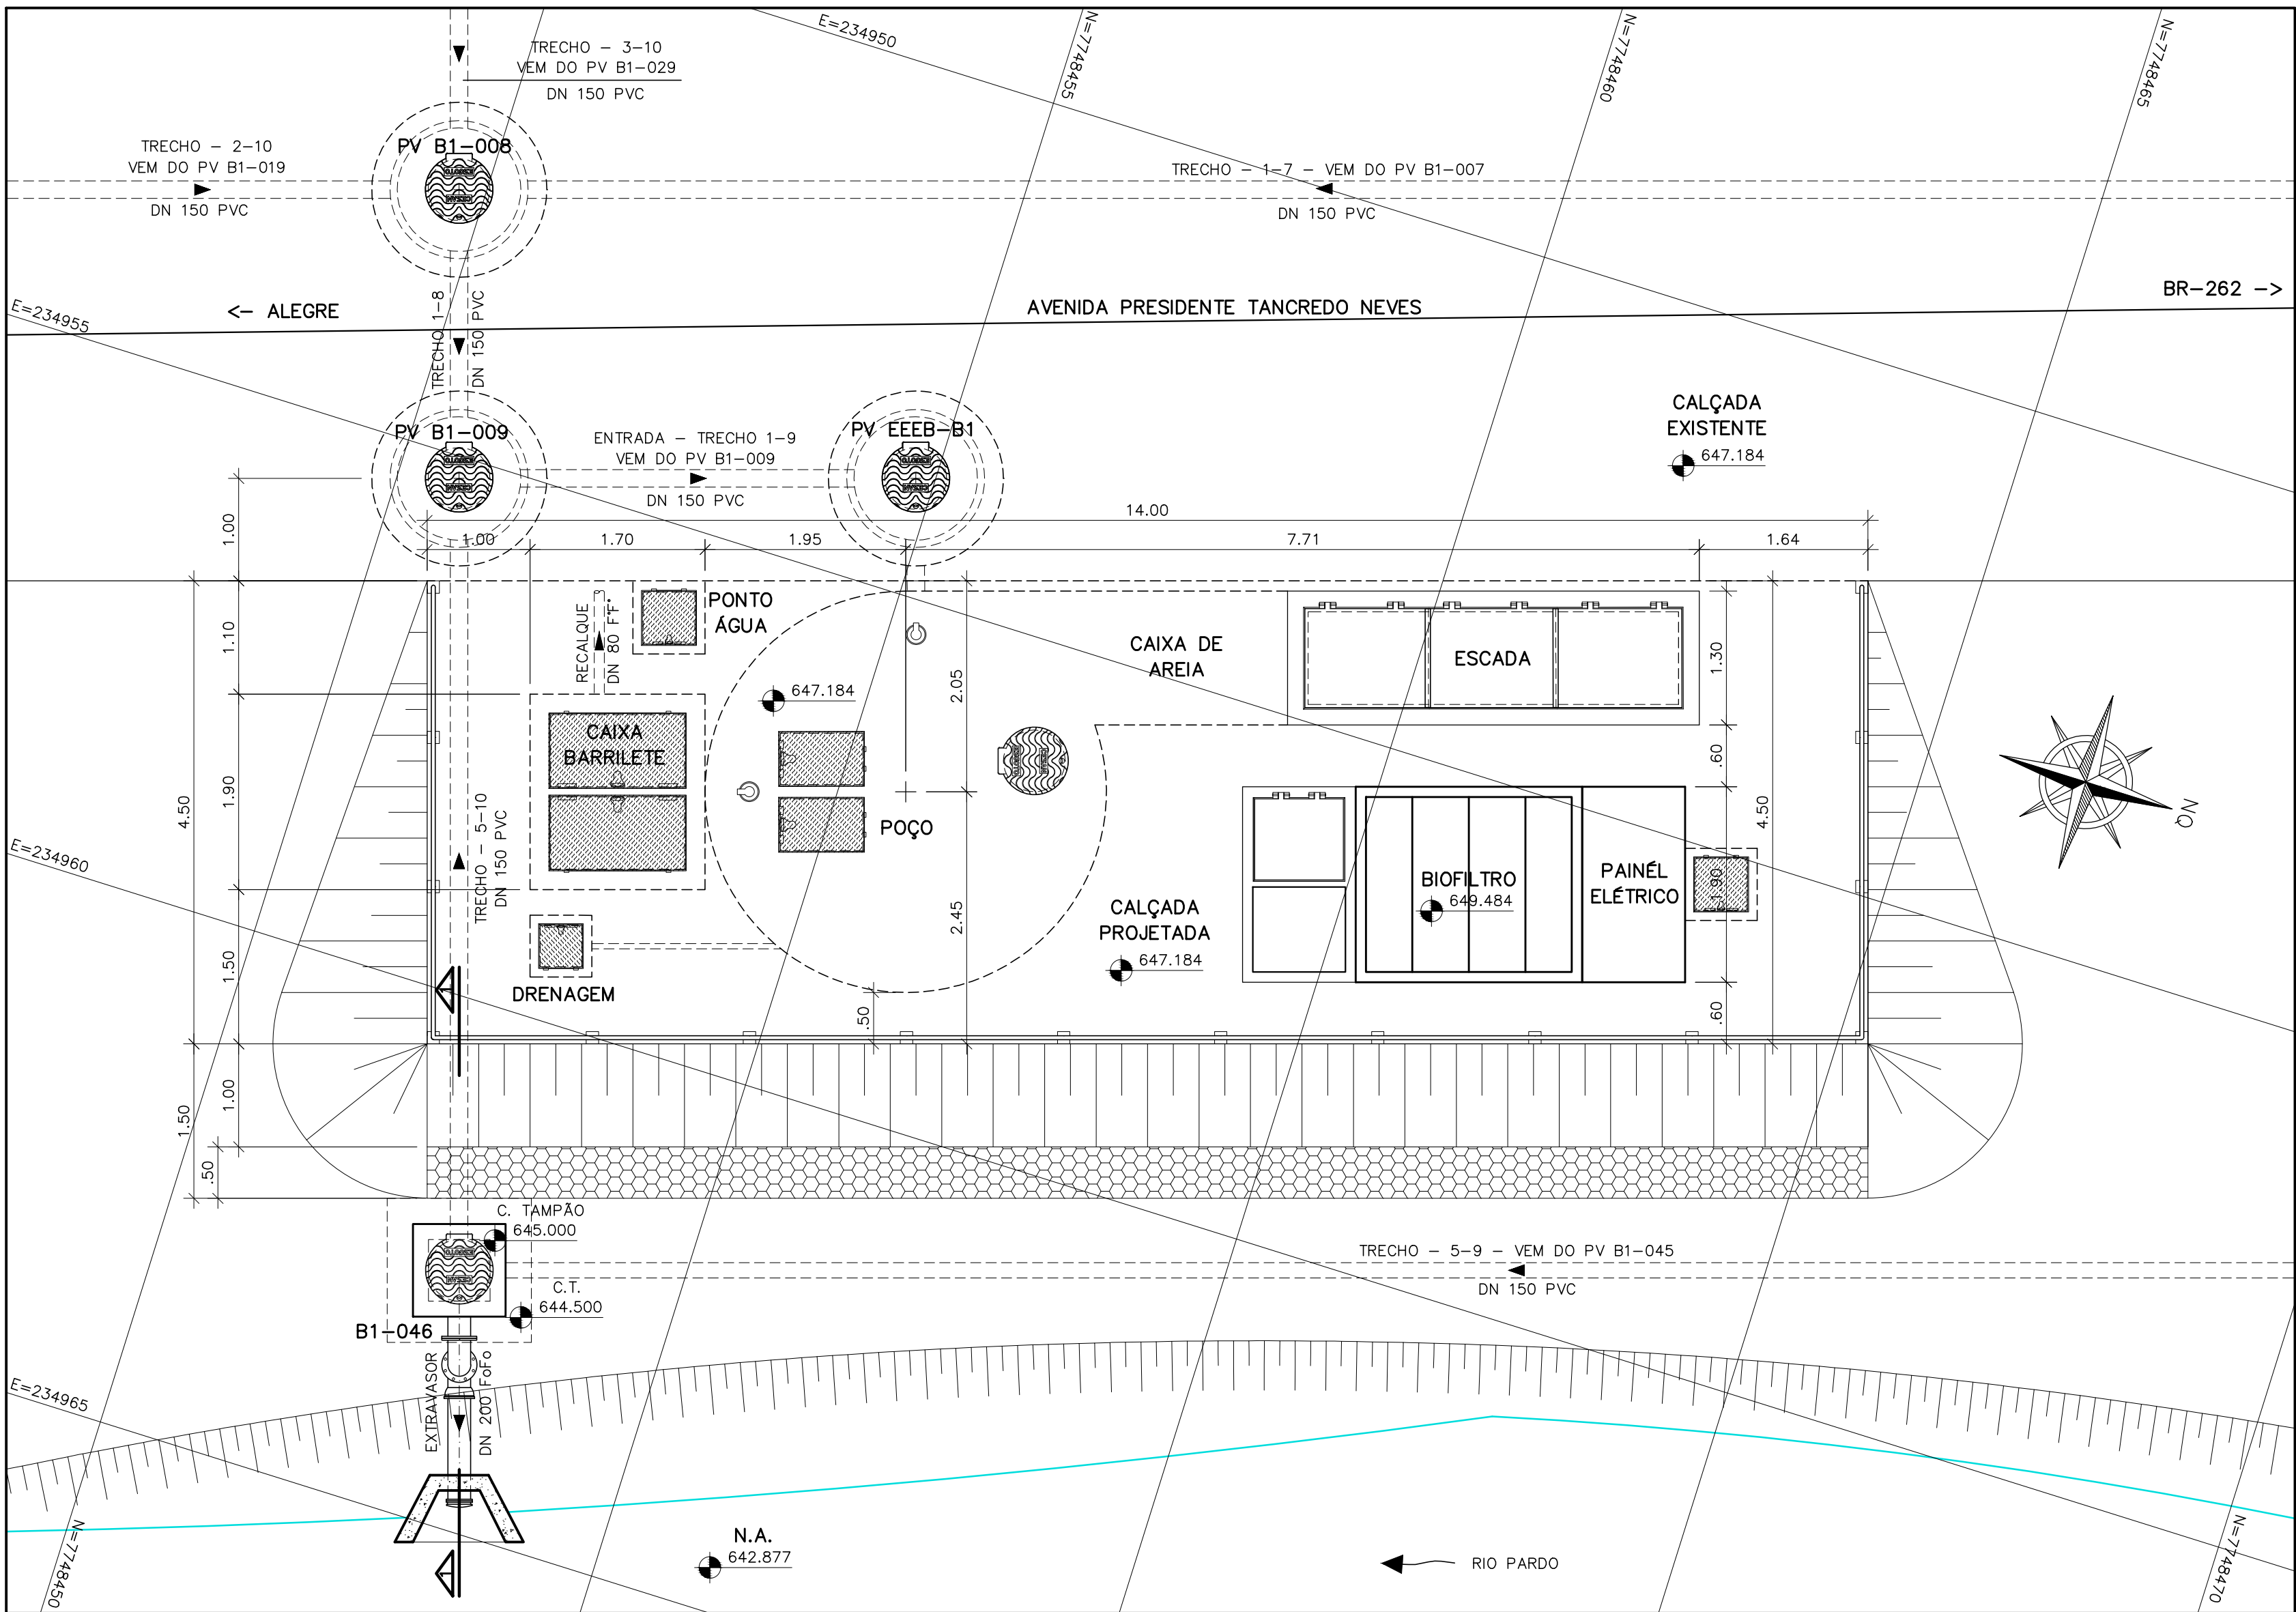 E=234950
N=7748455
N=7748460
N=7748465
TRECHO - 3-10
VEM DO PV B1-029
DN 150 PVC
TRECHO - 2-10
VEM DO PV B1-019
DN 150 PVC
PV B1-008
TRECHO - 1-7 - VEM DO PV B1-007
DN 150 PVC
E=234955
<- ALEGRE
TRECHO 1-8
DN 150 PVC
AVENIDA PRESIDENTE TANCREDO NEVES
BR-262 ->
PV B1-009
ENTRADA - TRECHO 1-9
VEM DO PV B1-009
DN 150 PVC
PV EEEB-B1
CALÇADA
EXISTENTE
647.184
14.00
1.00
1.00
1.70
1.95
7.71
1.64
RECALQUE
DN 80 F°F°
PONTO
ÁGUA
1.10
647.184
2.05
CAIXA DE
AREIA
ESCADA
1.30
.60
CAIXA
BARRILETE
4.50
1.90
4.50
NQ
TRECHO - 5-10
DN 150 PVC
POÇO
E=234960
BIOFILTRO
649.484
PAINÉL
ELÉTRICO
1.90
CALÇADA
PROJETADA
647.184
2.45
1.50
DRENAGEM
1
.50
.60
1.50
1.00
.50
C. TAMPÃO
645.000
TRECHO - 5-9 - VEM DO PV B1-045
DN 150 PVC
C.T.
644.500
B1-046
EXTRAVASOR
DN 200 FoFo
E=234965
N.A.
642.877
RIO PARDO
1
N=7748450
N=7748470